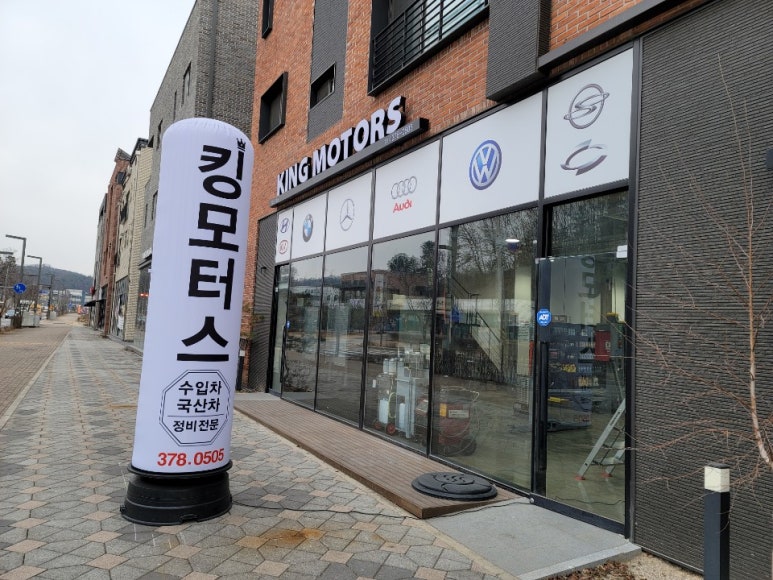 KING MOTORS
Audi
킹모터스
수입차
국산차
정비전문
378.0505
ADT